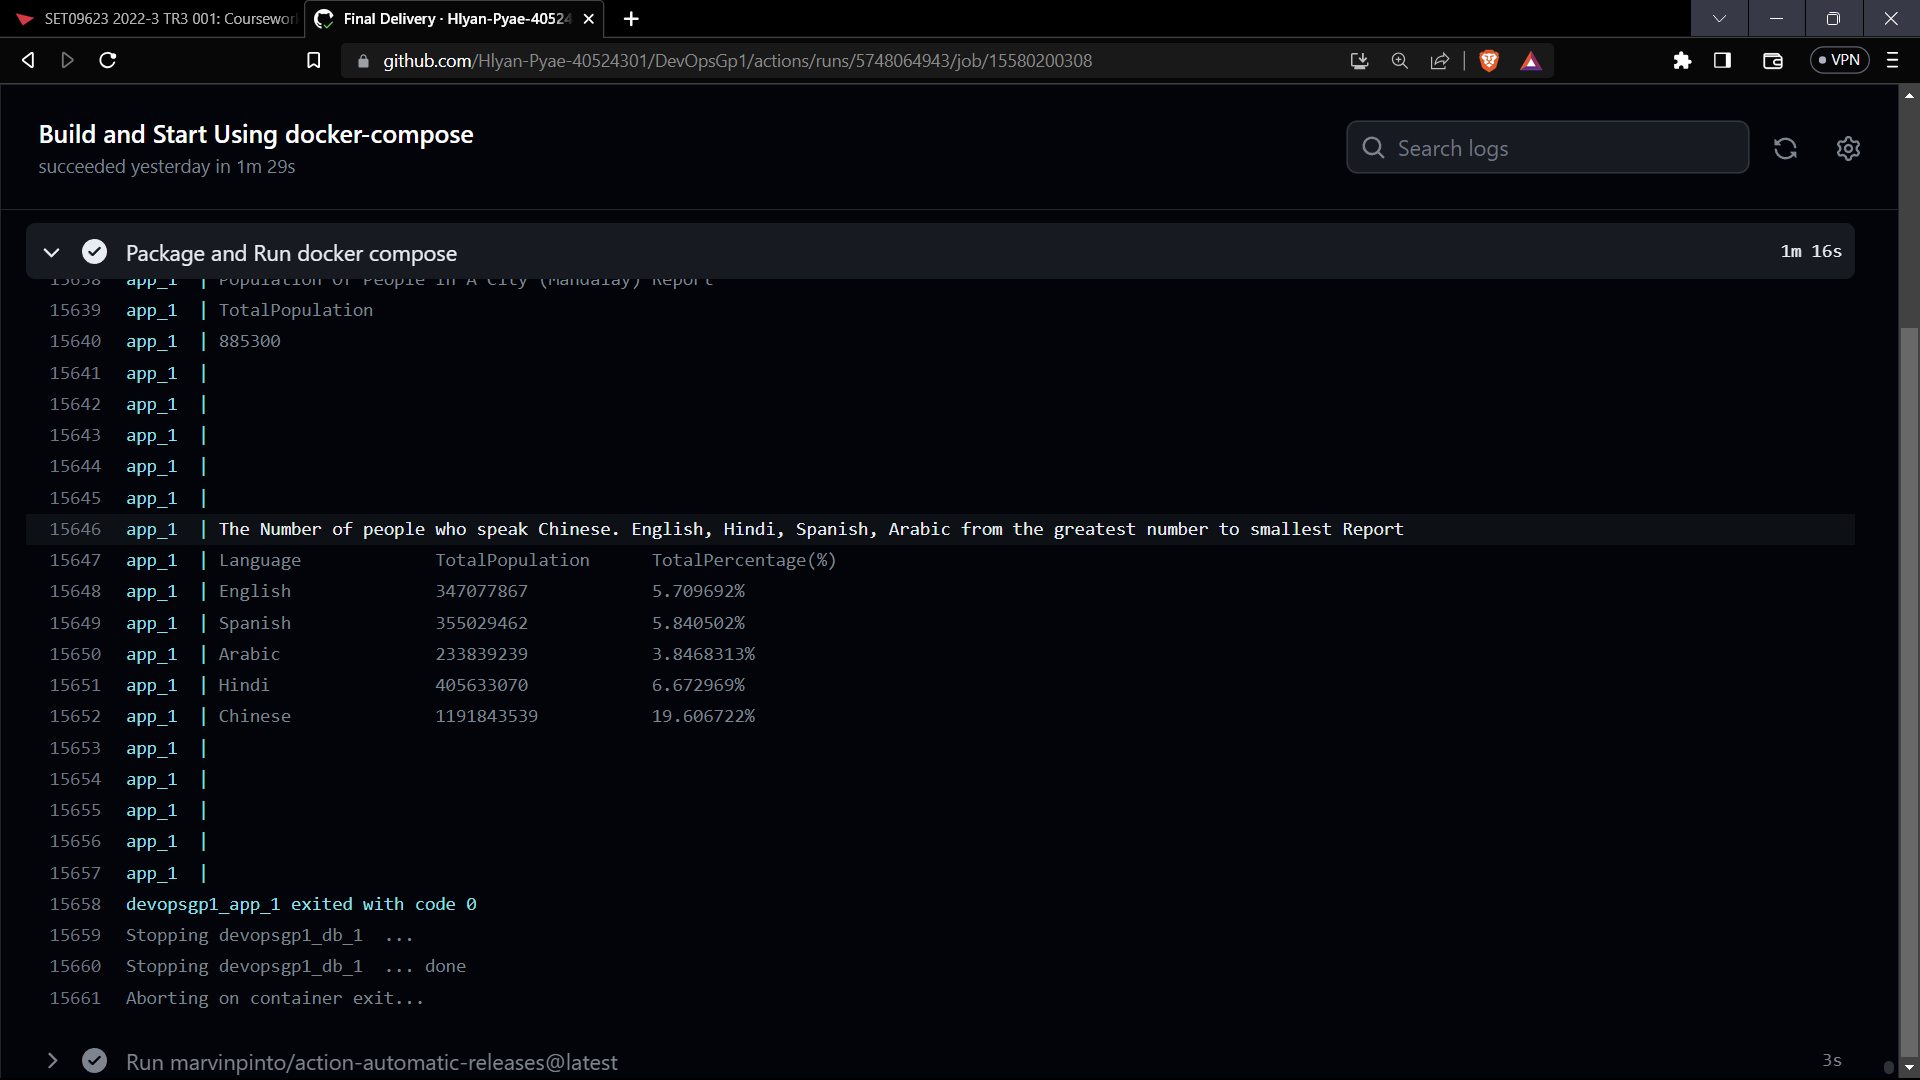 SET09623 2022-3 TR3 001: Coursewor
Final Delivery · Hlyan-Pyae-40524
github.com/Hlyan-Pyae-40524301/DevOpsGp1/actions/runs/5748064943/job/15580200308
VPN
Build and Start Using docker-compose
succeeded yesterday in 1m 29s
Search logs
Package and Run docker compose
1m 16s
15638 app_1 | Population Of People In A City (Mandalay) Report
15639 app_1 | TotalPopulation
15640 app_1 | 885300
15641 app_1 |
15642 app_1 |
15643 app_1 |
15644 app_1 |
15645 app_1 |
15646 app_1 | The Number of people who speak Chinese. English, Hindi, Spanish, Arabic from the greatest number to smallest Report
15647 app_1 | Language TotalPopulation TotalPercentage(%)
15648 app_1 | English 347077867 5.709692%
15649 app_1 | Spanish 355029462 5.840502%
15650 app_1 | Arabic 233839239 3.8468313%
15651 app_1 | Hindi 405633070 6.672969%
15652 app_1 | Chinese 1191843539 19.606722%
15653 app_1 |
15654 app_1 |
15655 app_1 |
15656 app_1 |
15657 app_1 |
15658 devopsgp1_app_1 exited with code 0
15659 Stopping devopsgp1_db_1 ...
15660 Stopping devopsgp1_db_1 ... done
15661 Aborting on container exit...
Run marvinpinto/action-automatic-releases@latest
3s